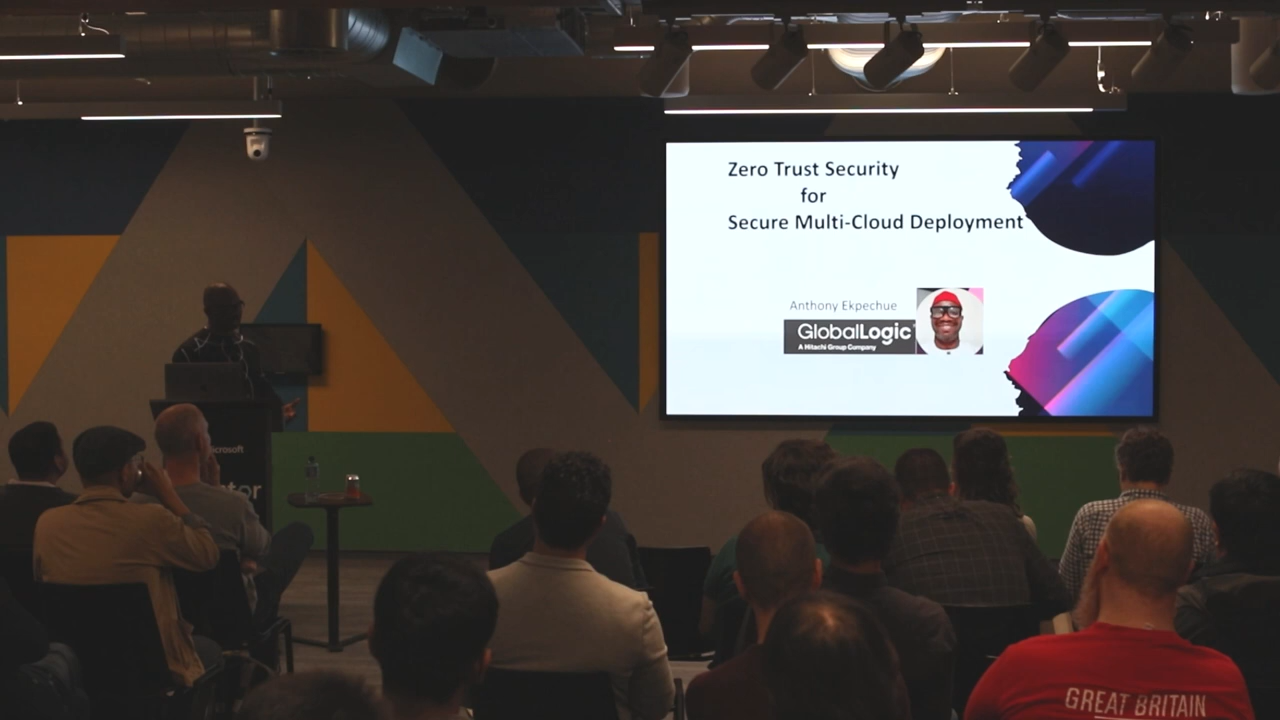 Zero Trust Security
for
Secure Multi-Cloud Deployment
Anthony Ekpechue
GlobalLogic
A Hitachi Group Company
GREAT BRITAIN